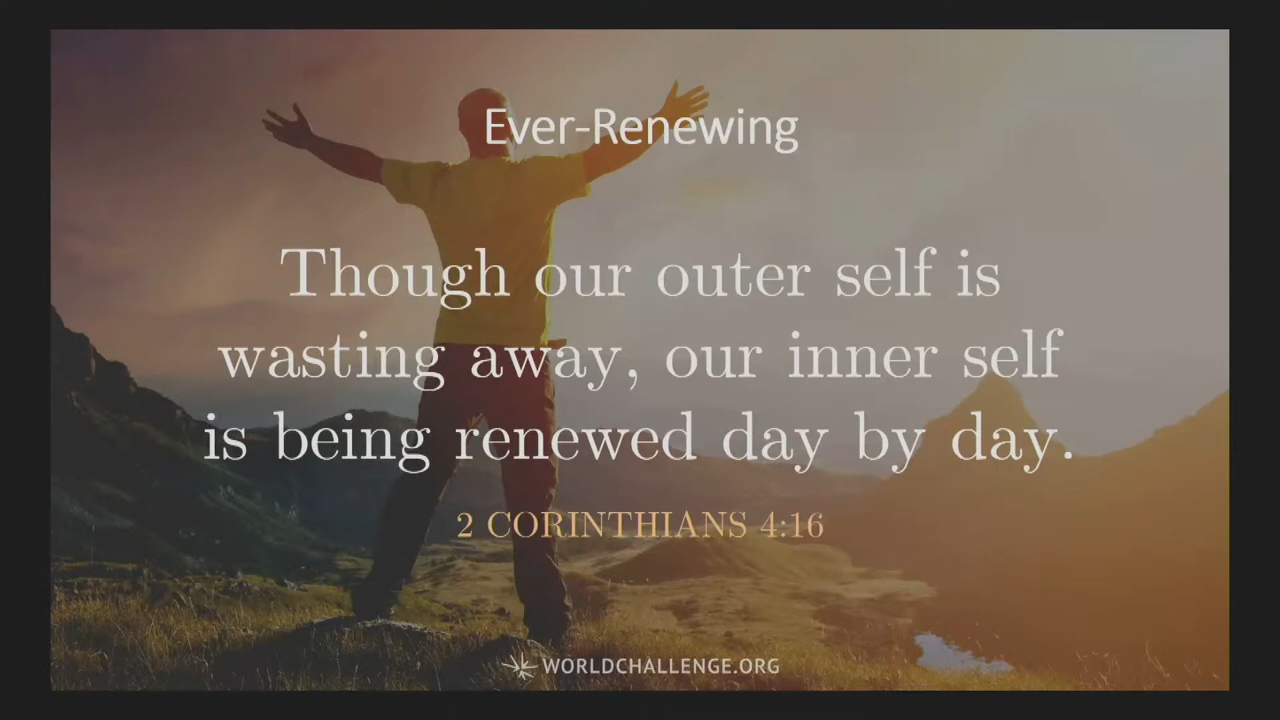 Ever-Renewing
Though our outer self is
wasting away, our inner self
is being renewed day by day.
2 CORINTHIANS 4:16
WORLDCHALLENGE.ORG